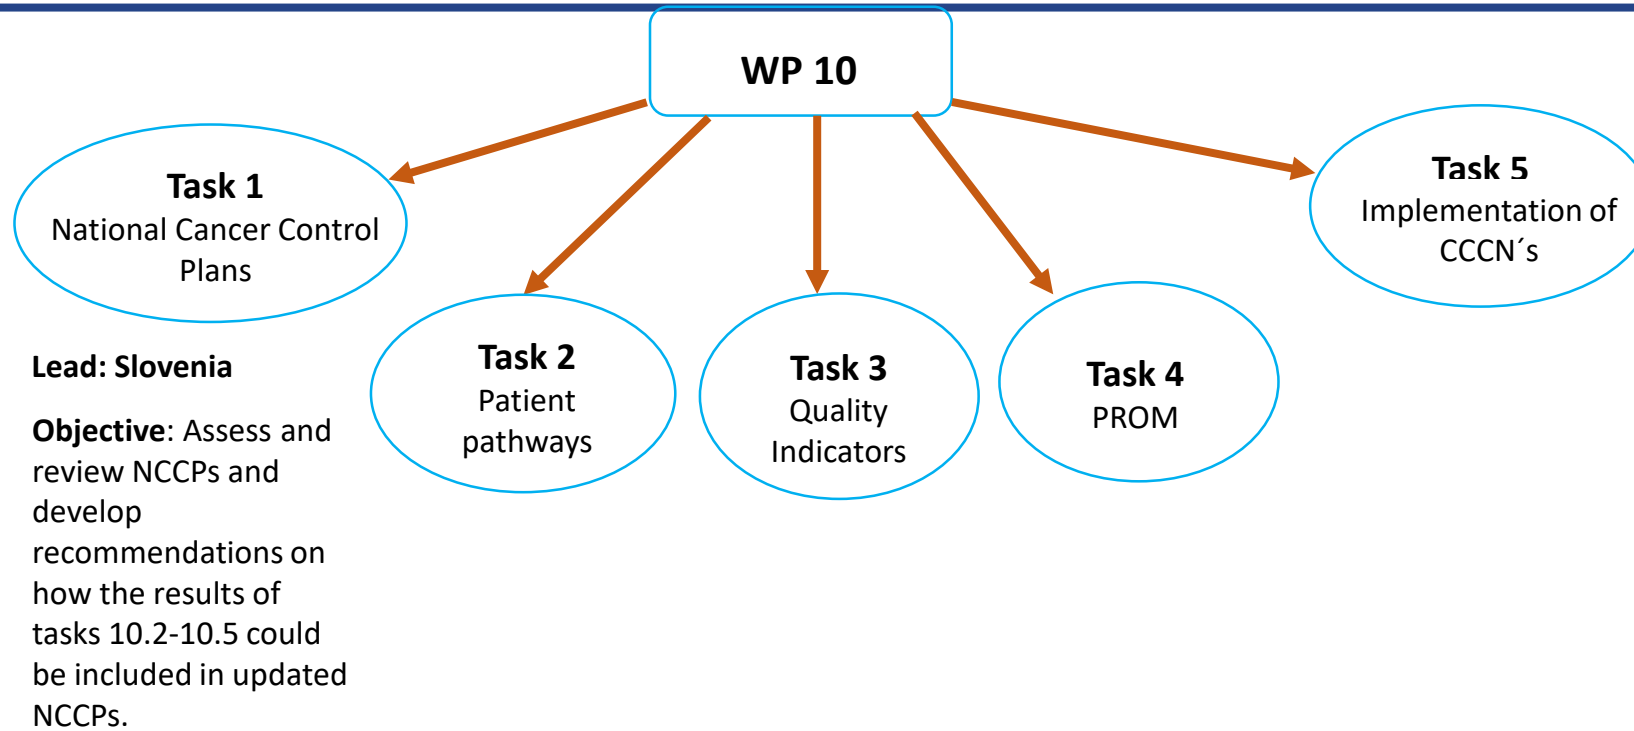 WP 10
Task 1
National Cancer Control
Plans
Lead: Slovenia
Objective: Assess and
review NCCPs and
develop
recommendations on
how the results of
tasks 10.2-10.5 could
be included in updated
NCCPs.
Task 2
Patient
pathways
Task 3
Quality
Indicators
Task 4
PROM
Task 5
Implementation of
CCCN´s